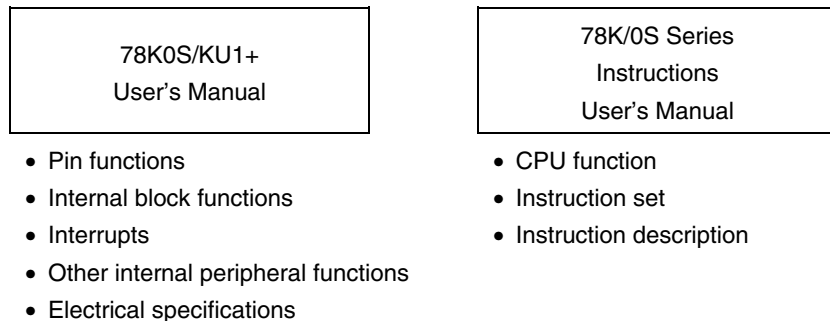 78K0S/KU1+
User's Manual
• Pin functions
• Internal block functions
• Interrupts
• Other internal peripheral functions
• Electrical specifications
78K/0S Series
Instructions
User's Manual
• CPU function
• Instruction set
• Instruction description